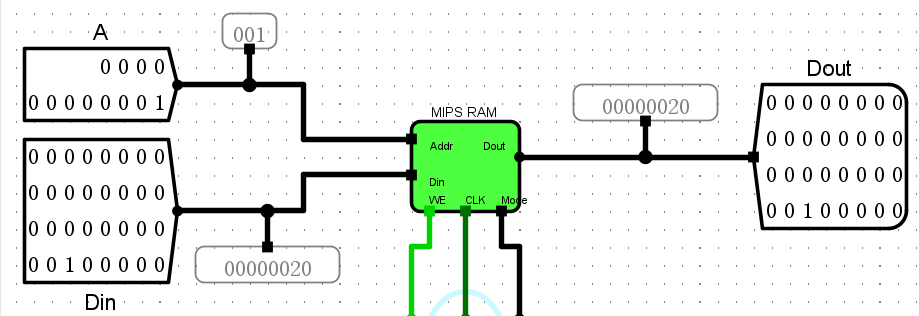 A
001
0 0 0 0
0 0 0 0 0 0 0 1
Din
0 0 0 0 0 0 0 0
0 0 0 0 0 0 0 0
0 0 0 0 0 0 0 0
0 0 1 0 0 0 0 0
00000020
MIPS RAM
Addr
Dout
Din
WE
CLK
Mode
00000020
Dout
0 0 0 0 0 0 0 0
0 0 0 0 0 0 0 0
0 0 0 0 0 0 0 0
0 0 1 0 0 0 0 0